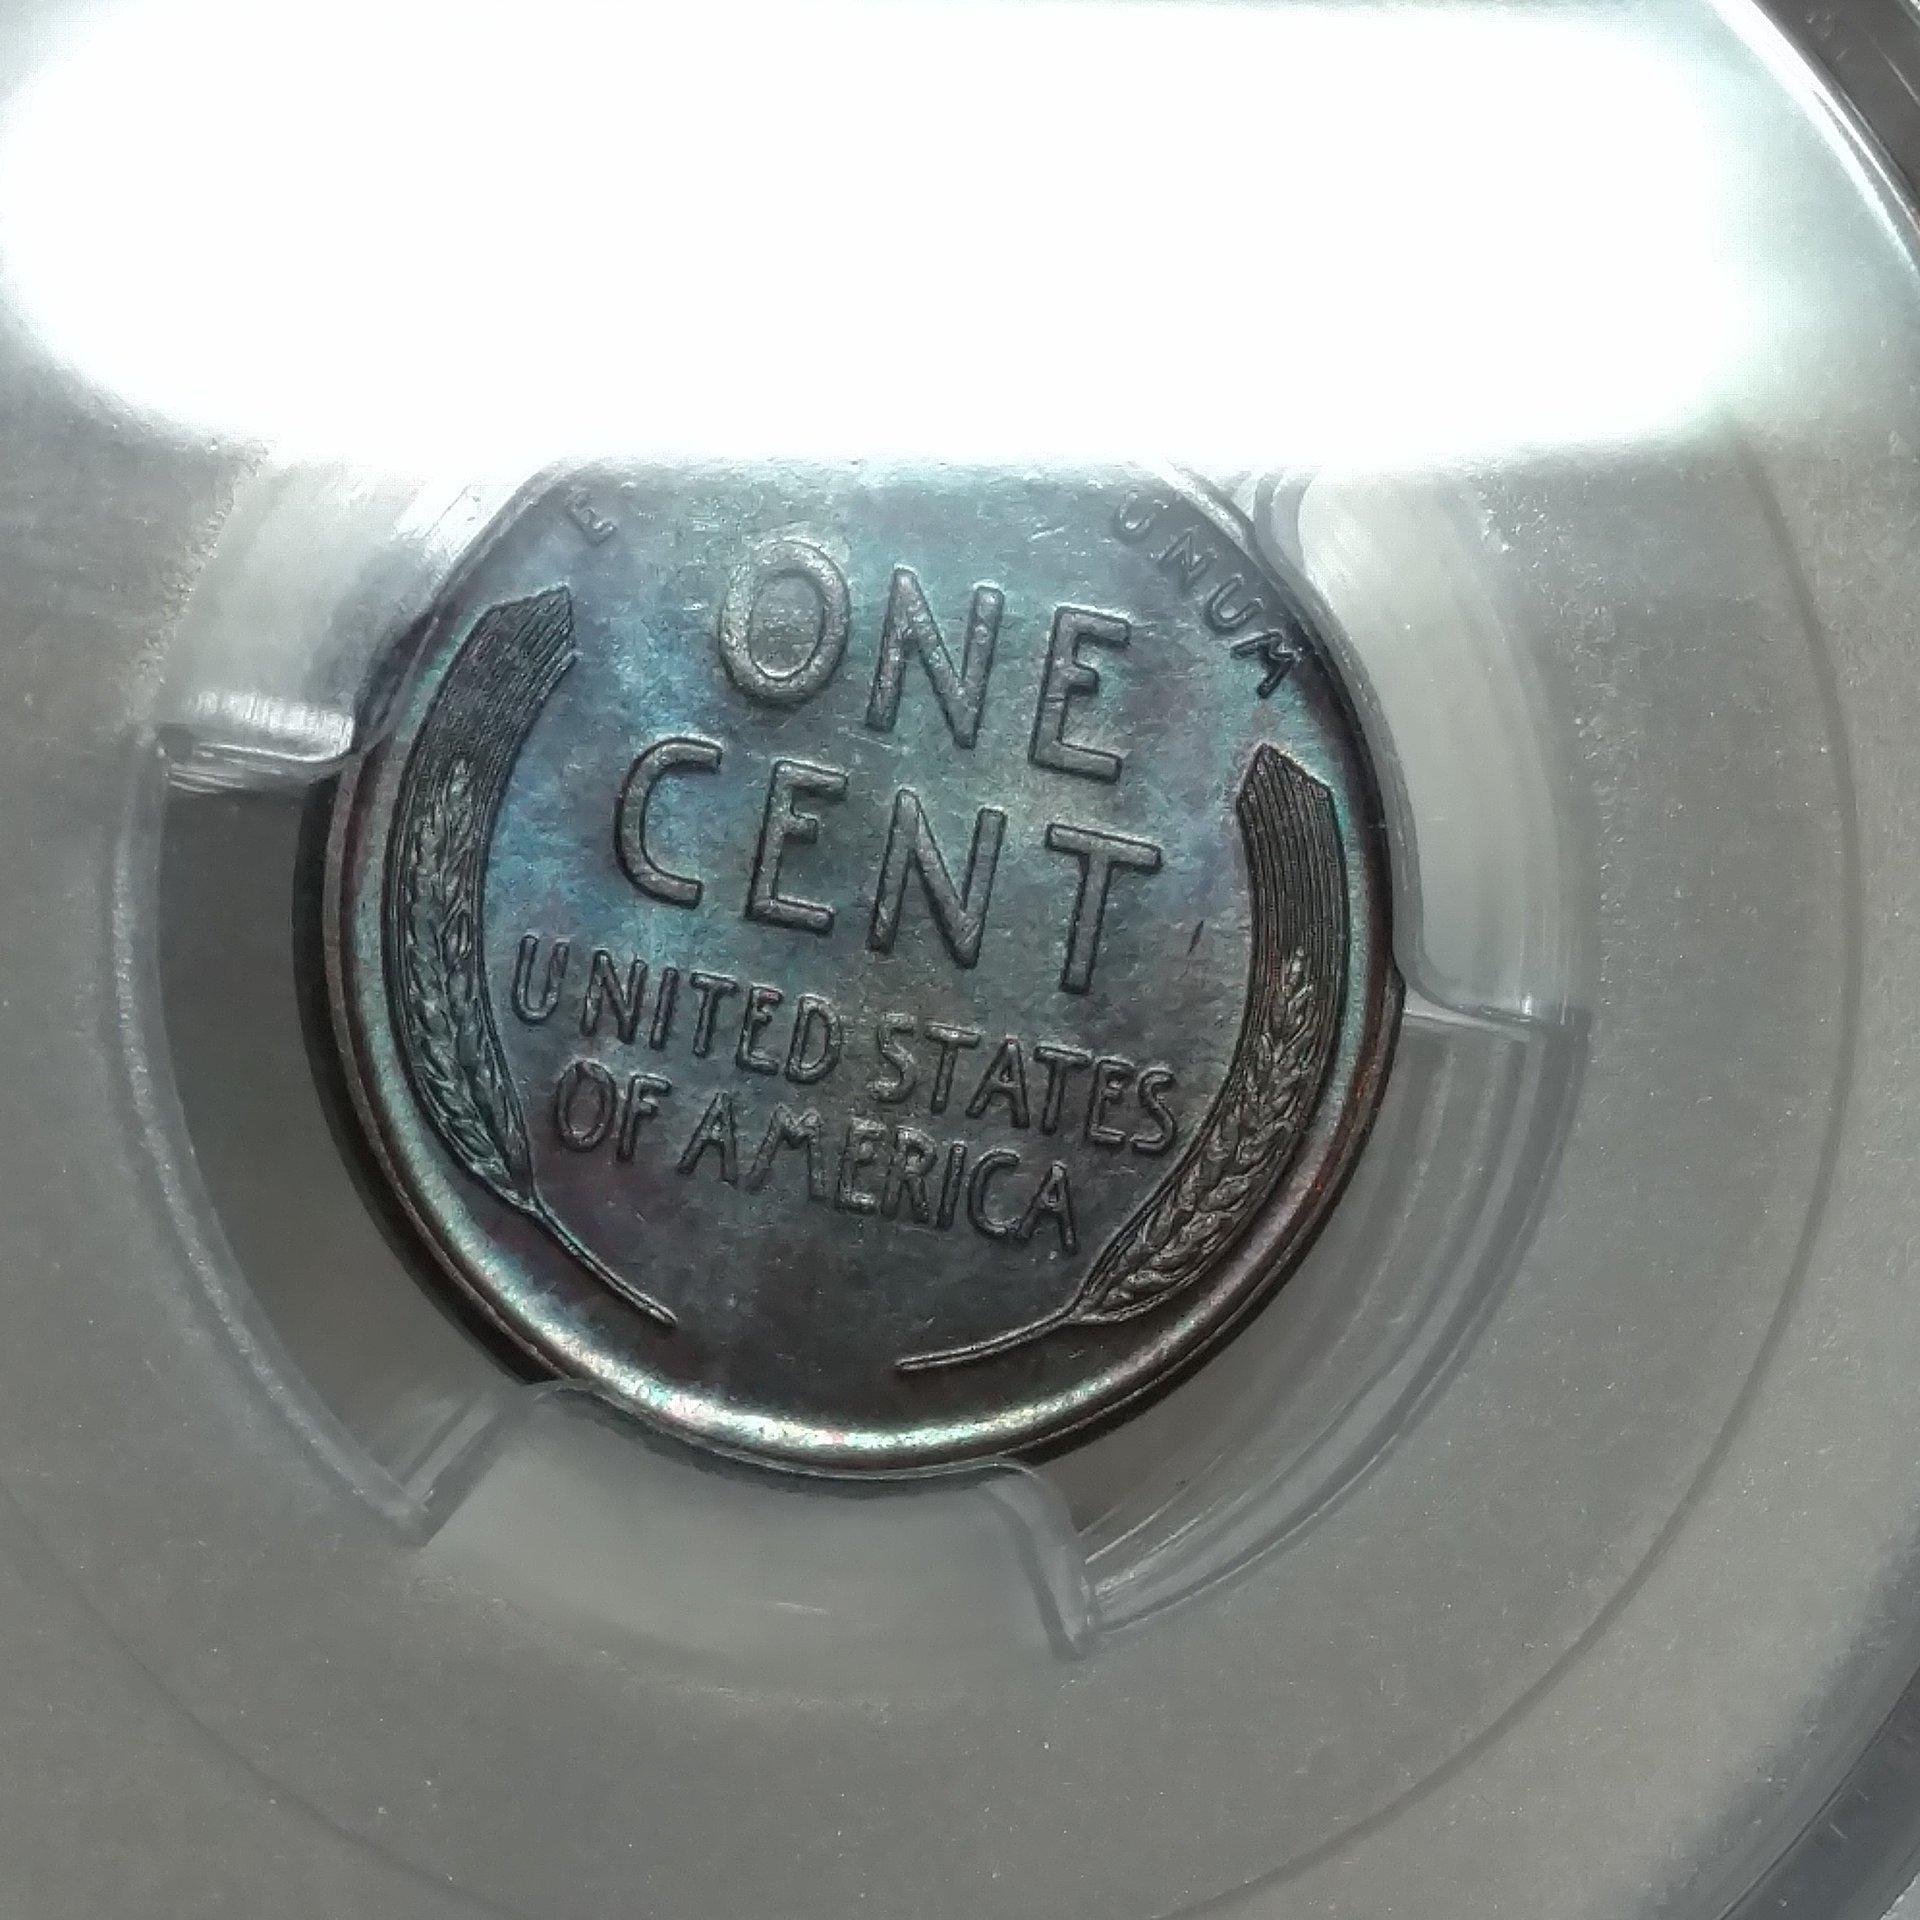 E UNUM
ONE
CENT
UNITED STATES
OF AMERICA